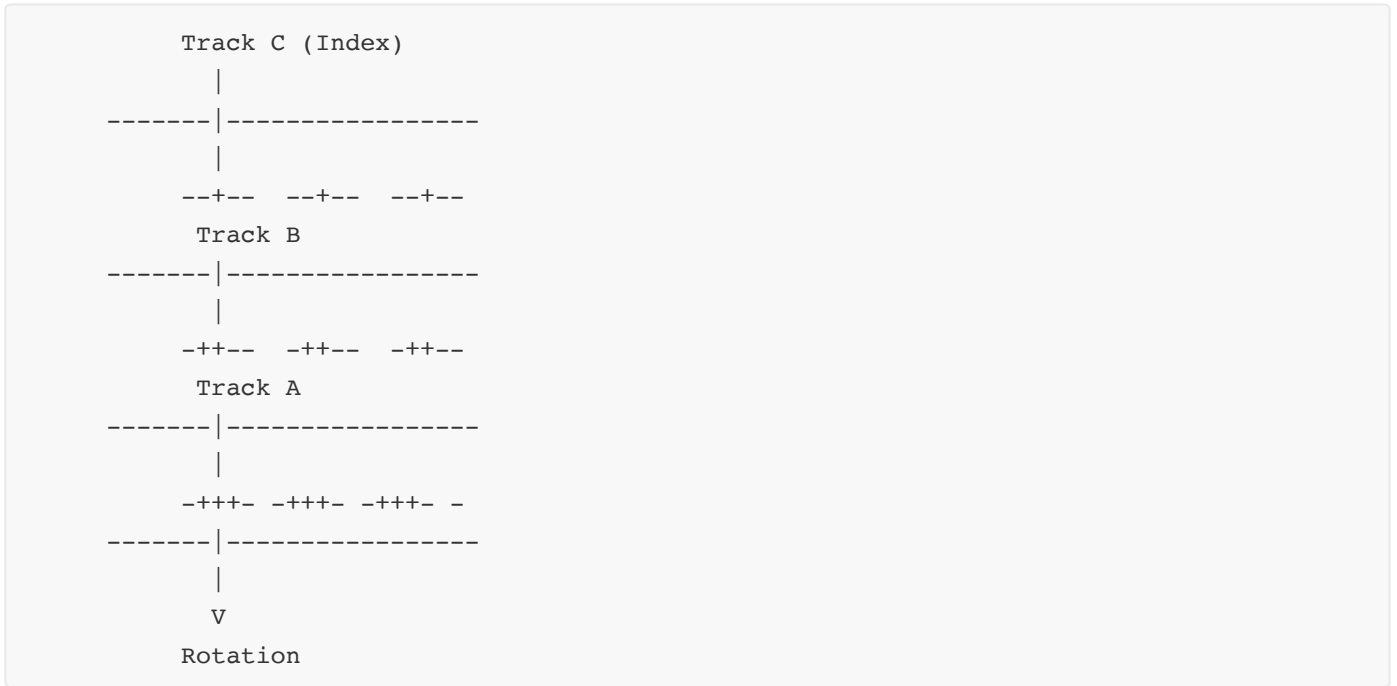 Track C (Index)
|
-------|-----------------
|
--+-- --+-- --+--
Track B
-------|-----------------
|
-++-- -++-- -++--
Track A
-------|-----------------
|
-+++- -+++- -+++- -
-------|-----------------
|
V
Rotation